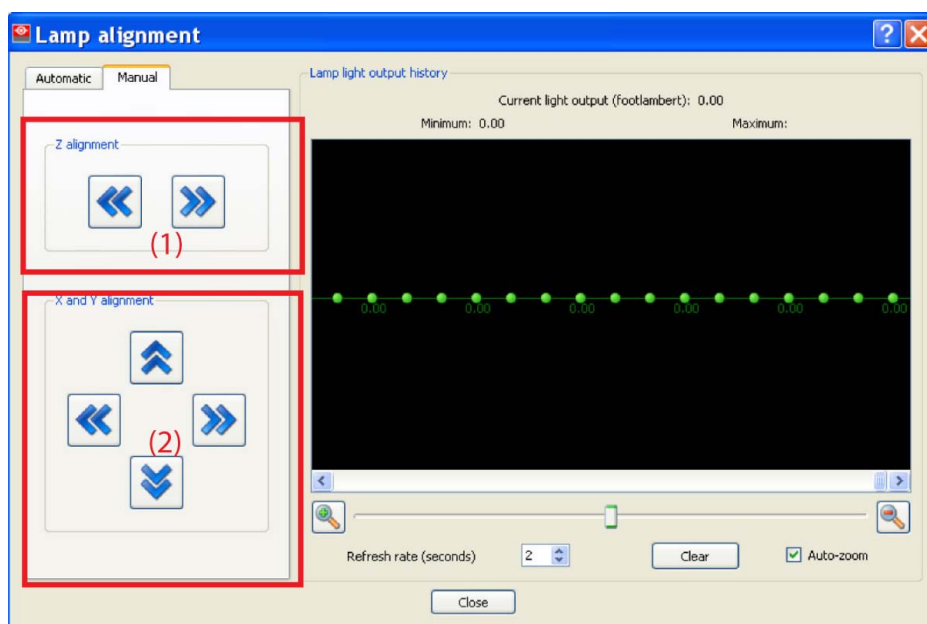 Lamp alignment
Automatic
Manual
Z alignment
(1)
X and Y alignment
(2)
Lamp light output history
Current light output (footlambert): 0.00
Minimum: 0.00
Maximum:
0.00 0.00 0.00 0.00 0.00 0.00
Refresh rate (seconds)
2
Clear
Auto-zoom
Close